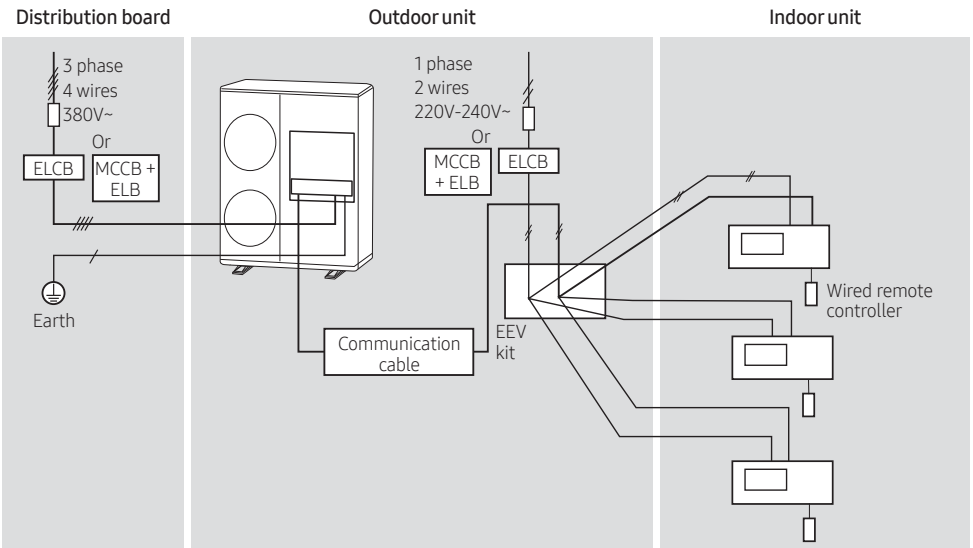 Distribution board
Outdoor unit
Indoor unit
3 phase
4 wires
380V~
Or
ELCB
MCCB +
ELB
Earth
1 phase
2 wires
220V-240V~
Or
MCCB
+ ELB
ELCB
Communication
cable
EEV
kit
Wired remote
controller